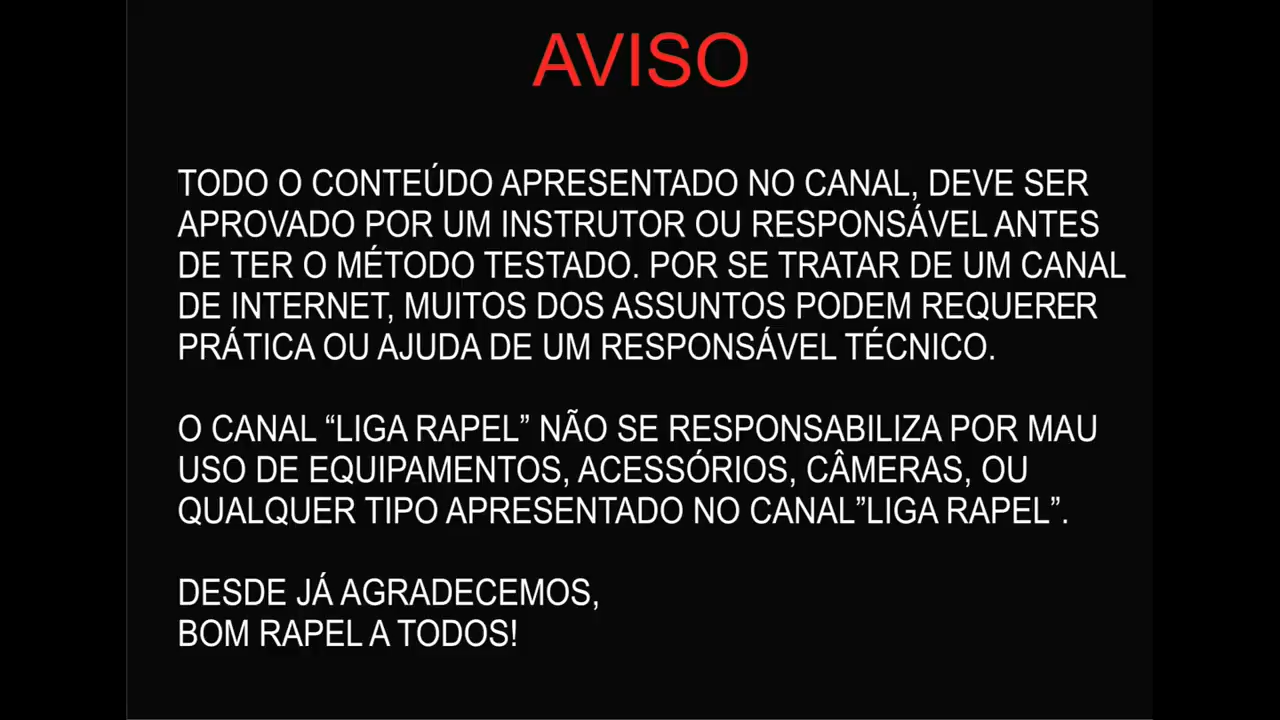 AVISO
TODO O CONTEÚDO APRESENTADO NO CANAL, DEVE SER
APROVADO POR UM INSTRUTOR OU RESPONSÁVEL ANTES
DE TER O MÉTODO TESTADO. POR SE TRATAR DE UM CANAL
DE INTERNET, MUITOS DOS ASSUNTOS PODEM REQUERER
PRÁTICA OU AJUDA DE UM RESPONSÁVEL TÉCNICO.
O CANAL “LIGA RAPEL” NÃO SE RESPONSABILIZA POR MAU
USO DE EQUIPAMENTOS, ACESSÓRIOS, CÂMERAS, OU
QUALQUER TIPO APRESENTADO NO CANAL”LIGA RAPEL”.
DESDE JÁ AGRADECEMOS,
BOM RAPEL A TODOS!